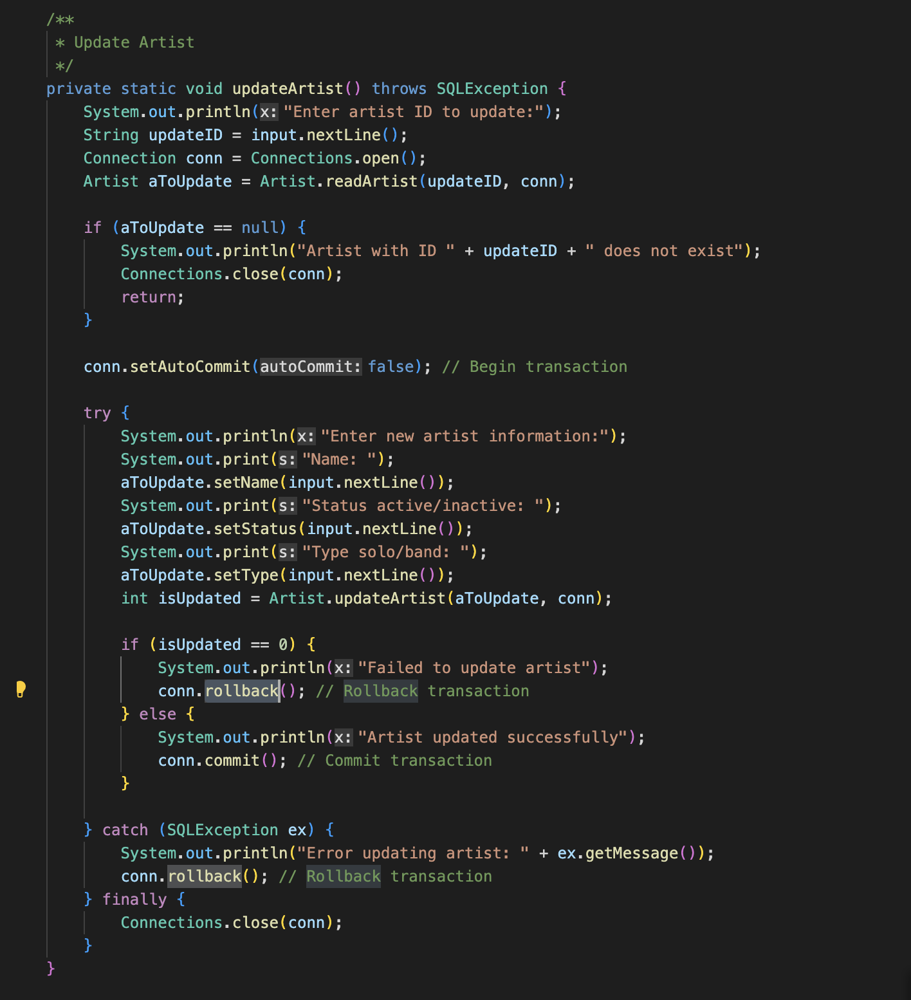 /**
 * Update Artist
 */
private static void updateArtist() throws SQLException {
    System.out.println(x: "Enter artist ID to update:");
    String updateID = input.nextLine();
    Connection conn = Connections.open();
    Artist aToUpdate = Artist.readArtist(updateID, conn);

    if (aToUpdate == null) {
        System.out.println("Artist with ID " + updateID + " does not exist");
        Connections.close(conn);
        return;
    }

    conn.setAutoCommit(autoCommit: false); // Begin transaction

    try {
        System.out.println(x: "Enter new artist information:");
        System.out.print(s: "Name: ");
        aToUpdate.setName(input.nextLine());
        System.out.print(s: "Status active/inactive: ");
        aToUpdate.setStatus(input.nextLine());
        System.out.print(s: "Type solo/band: ");
        aToUpdate.setType(input.nextLine());
        int isUpdated = Artist.updateArtist(aToUpdate, conn);

        if (isUpdated == 0) {
            System.out.println(x: "Failed to update artist");
            conn.rollback(); // Rollback transaction
        } else {
            System.out.println(x: "Artist updated successfully");
            conn.commit(); // Commit transaction
        }

    } catch (SQLException ex) {
        System.out.println("Error updating artist: " + ex.getMessage());
        conn.rollback(); // Rollback transaction
    } finally {
        Connections.close(conn);
    }
}